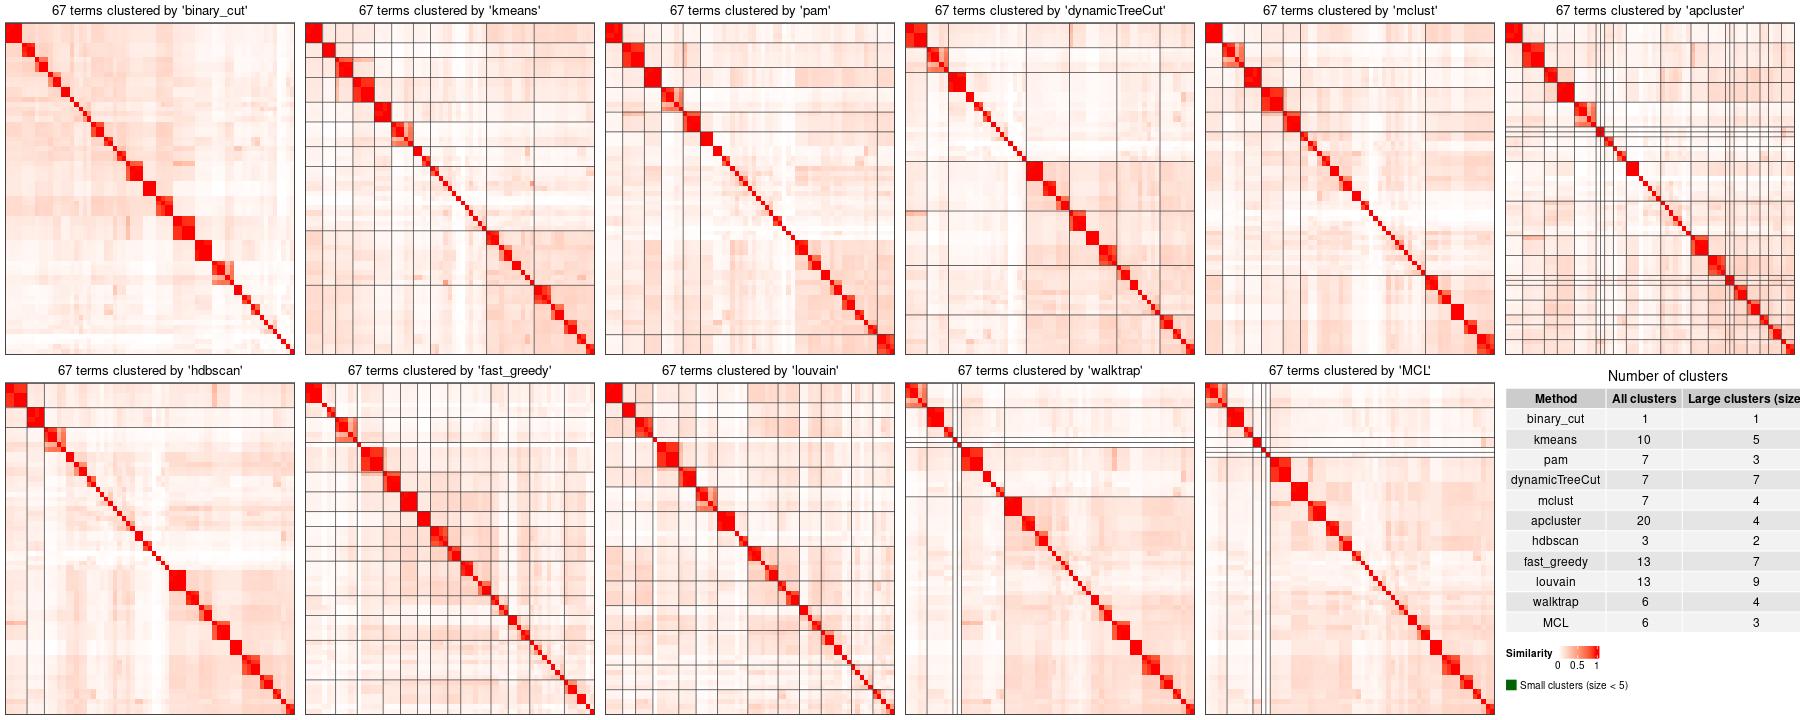 67 terms clustered by 'binary_cut'
67 terms clustered by 'kmeans'
67 terms clustered by 'pam'
67 terms clustered by 'dynamicTreeCut'
67 terms clustered by 'mclust'
67 terms clustered by 'apcluster'
67 terms clustered by 'hdbscan'
67 terms clustered by 'fast_greedy'
67 terms clustered by 'louvain'
67 terms clustered by 'walktrap'
67 terms clustered by 'MCL'
Number of clusters
Method All clusters Large clusters (size
binary_cut 1 1
kmeans 10 5
pam 7 3
dynamicTreeCut 7 7
mclust 7 4
apcluster 20 4
hdbscan 3 2
fast_greedy 13 7
louvain 13 9
walktrap 6 4
MCL 6 3
Similarity
0 0.5 1
Small clusters (size < 5)